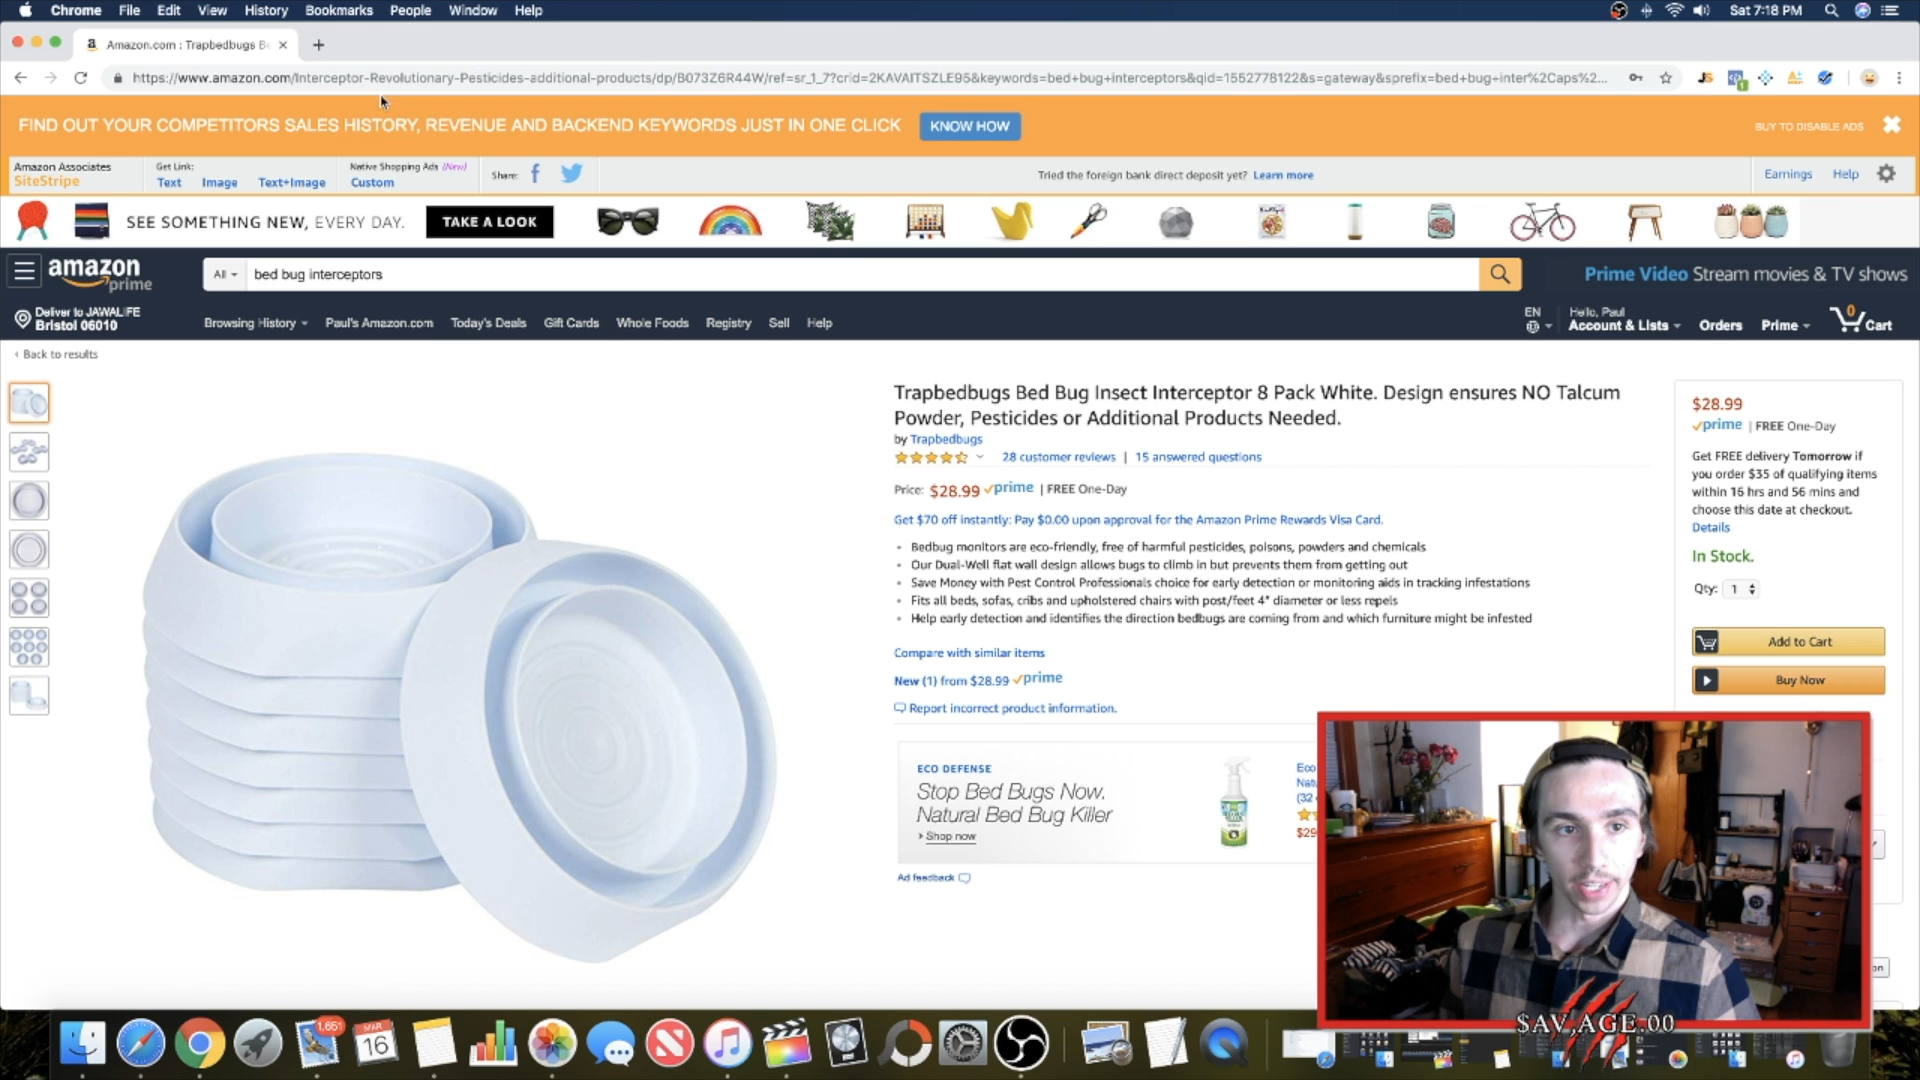 Chrome File Edit View History Bookmarks People Window Help
Sat 7:18 PM
Amazon.com : Trapbedbugs Be
https://www.amazon.com/Interceptor-Revolutionary-Pesticides-additional-products/dp/B073Z6R44W/ref=sr_1_7?crid=2KAVAITSZLE95&keywords=bed+bug+interceptors&qid=1552778122&s=gateway&sprefix=bed+bug+inter%2Caps%2...
FIND OUT YOUR COMPETITORS SALES HISTORY, REVENUE AND BACKEND KEYWORDS JUST IN ONE CLICK
KNOW HOW
BUY TO DISABLE ADS
Amazon Associates
SiteStripe
Get Link:
Text Image Text+Image
Native Shopping Ads (New)
Custom
Share:
Tried the foreign bank direct deposit yet? Learn more
Earnings Help
SEE SOMETHING NEW, EVERY DAY.
TAKE A LOOK
amazon
prime
All
bed bug interceptors
Prime Video Stream movies & TV shows
Deliver to JAWALIFE
Bristol 06010
Browsing History Paul's Amazon.com Today's Deals Gift Cards Whole Foods Registry Sell Help
EN
Hello, Paul
Account & Lists
Orders
Prime
0
Cart
‹ Back to results
Trapbedbugs Bed Bug Insect Interceptor 8 Pack White. Design ensures NO Talcum
Powder, Pesticides or Additional Products Needed.
by Trapbedbugs
28 customer reviews | 15 answered questions
Price: $28.99 prime | FREE One-Day
Get $70 off instantly: Pay $0.00 upon approval for the Amazon Prime Rewards Visa Card.
• Bedbug monitors are eco-friendly, free of harmful pesticides, poisons, powders and chemicals
• Our Dual-Well flat wall design allows bugs to climb in but prevents them from getting out
• Save Money with Pest Control Professionals choice for early detection or monitoring aids in tracking infestations
• Fits all beds, sofas, cribs and upholstered chairs with post/feet 4" diameter or less repels
• Help early detection and identifies the direction bedbugs are coming from and which furniture might be infested
Compare with similar items
New (1) from $28.99 prime
Report incorrect product information.
ECO DEFENSE
Stop Bed Bugs Now.
Natural Bed Bug Killer
Shop now
Eco
(32
$29
Ad feedback
$28.99
prime | FREE One-Day
Get FREE delivery Tomorrow if
you order $35 of qualifying items
within 16 hrs and 56 mins and
choose this date at checkout.
Details
In Stock.
Qty: 1
Add to Cart
Buy Now
on
$AV,AGE.00
1,651
MAR
16